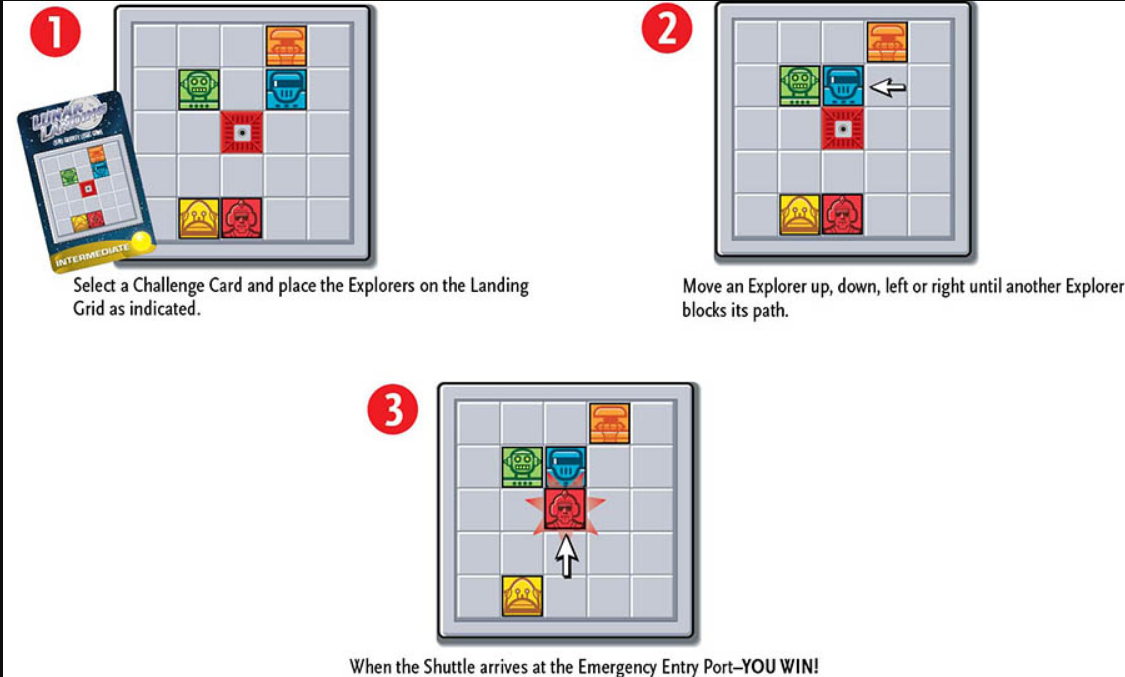 1
2
LUNAR
LANDING
INTERMEDIATE
Select a Challenge Card and place the Explorers on the Landing
Grid as indicated.
Move an Explorer up, down, left or right until another Explorer
blocks its path.
3
When the Shuttle arrives at the Emergency Entry Port–YOU WIN!